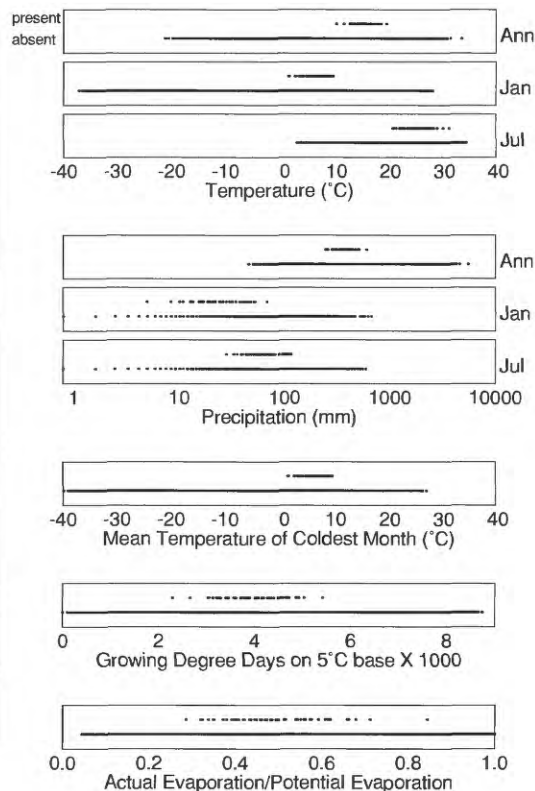 present
absent
Ann
Jan
Jul
-40 -30 -20 -10 0 10 20 30 40
Temperature (°C)
Ann
Jan
Jul
1 10 100 1000 10000
Precipitation (mm)
-40 -30 -20 -10 0 10 20 30 40
Mean Temperature of Coldest Month (°C)
0 2 4 6 8
Growing Degree Days on 5°C base X 1000
0.0 0.2 0.4 0.6 0.8 1.0
Actual Evaporation/Potential Evaporation